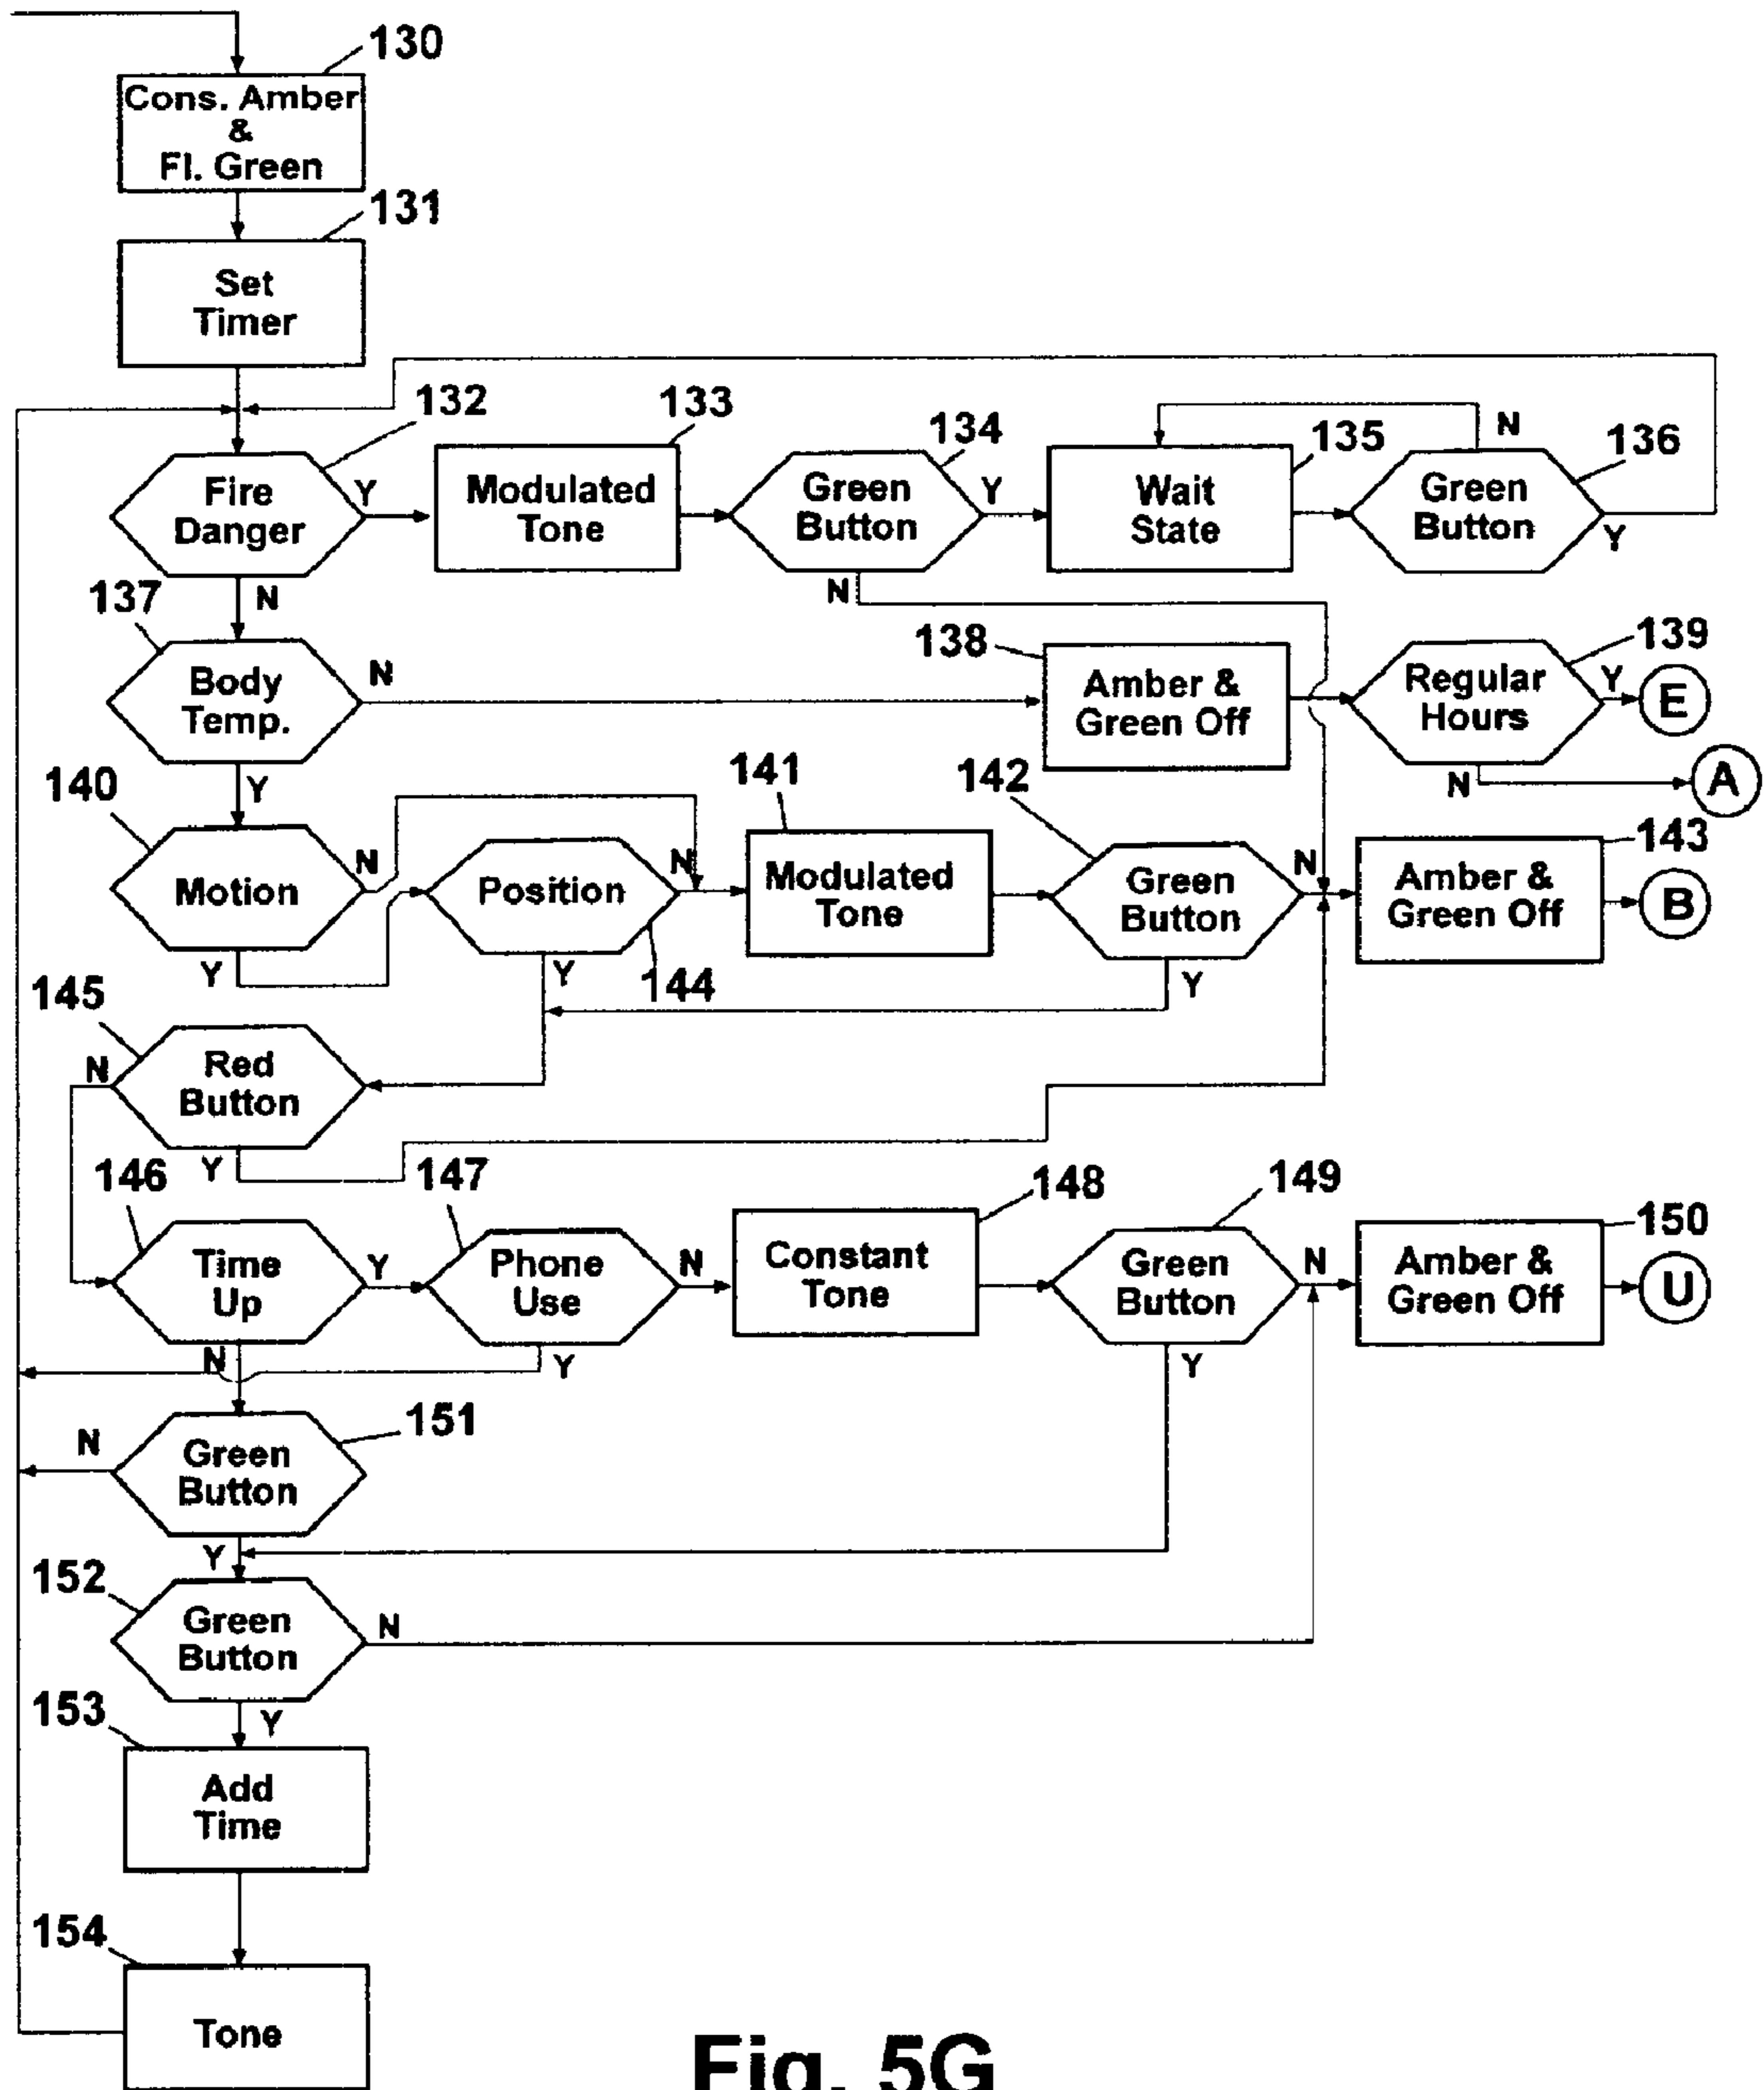 130
Cons. Amber
&
Fl. Green
131
Set
Timer
132
133
134
135
136
Fire
Danger
Y
Modulated
Tone
Green
Button
Y
Wait
State
N
Green
Button
Y
N
N
137
138
139
Body
Temp.
N
Amber &
Green Off
Regular
Hours
Y
E
N
A
Y
140
141
142
143
Motion
N
Y
Position
N
144
Y
Modulated
Tone
Green
Button
N
Y
Amber &
Green Off
B
145
N
Red
Button
Y
146
147
148
149
150
Time
Up
Y
Phone
Use
N
Constant
Tone
Green
Button
N
Amber &
Green Off
U
N
Y
Y
151
N
Green
Button
Y
152
Green
Button
N
Y
153
Add
Time
154
Tone
Fig. 5G